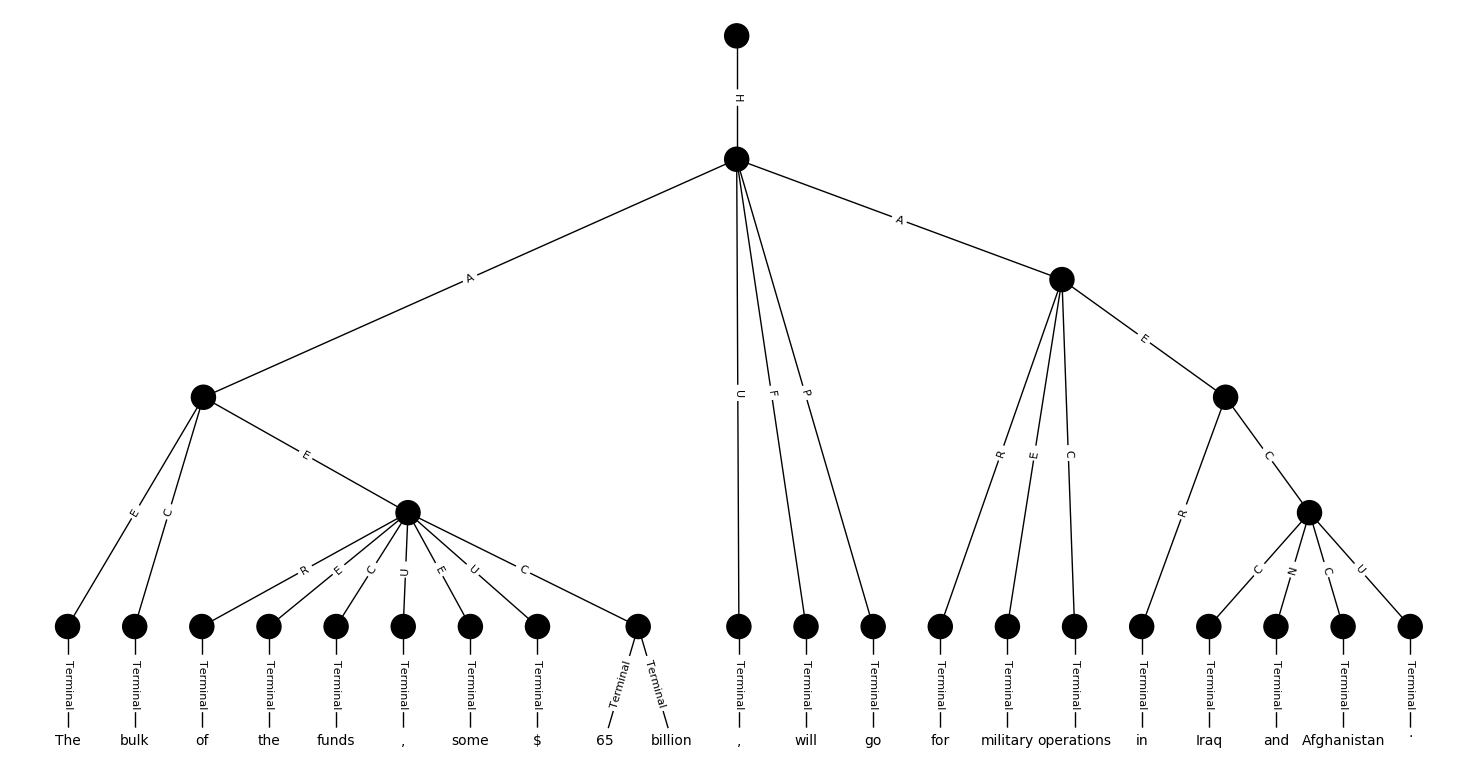 H
A
A
E
E
C
E
U
F
P
R
E
C
R
C
R
E
C
U
E
U
C
C
N
C
U
Terminal Terminal Terminal Terminal Terminal Terminal Terminal Terminal Terminal Terminal Terminal Terminal Terminal Terminal Terminal Terminal Terminal Terminal Terminal Terminal Terminal
The bulk of the funds , some $ 65 billion , will go for military operations in Iraq and Afghanistan .